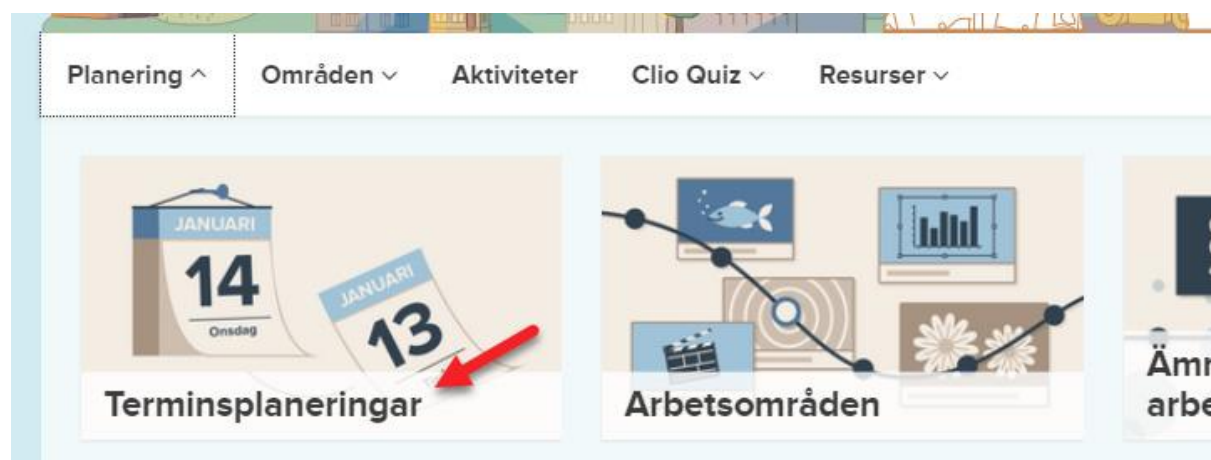 Planering
Områden
Aktiviteter
Clio Quiz
Resurser
JANUARI
14
Onsdag
JANUARI
13
Terminsplaneringar
Arbetsområden